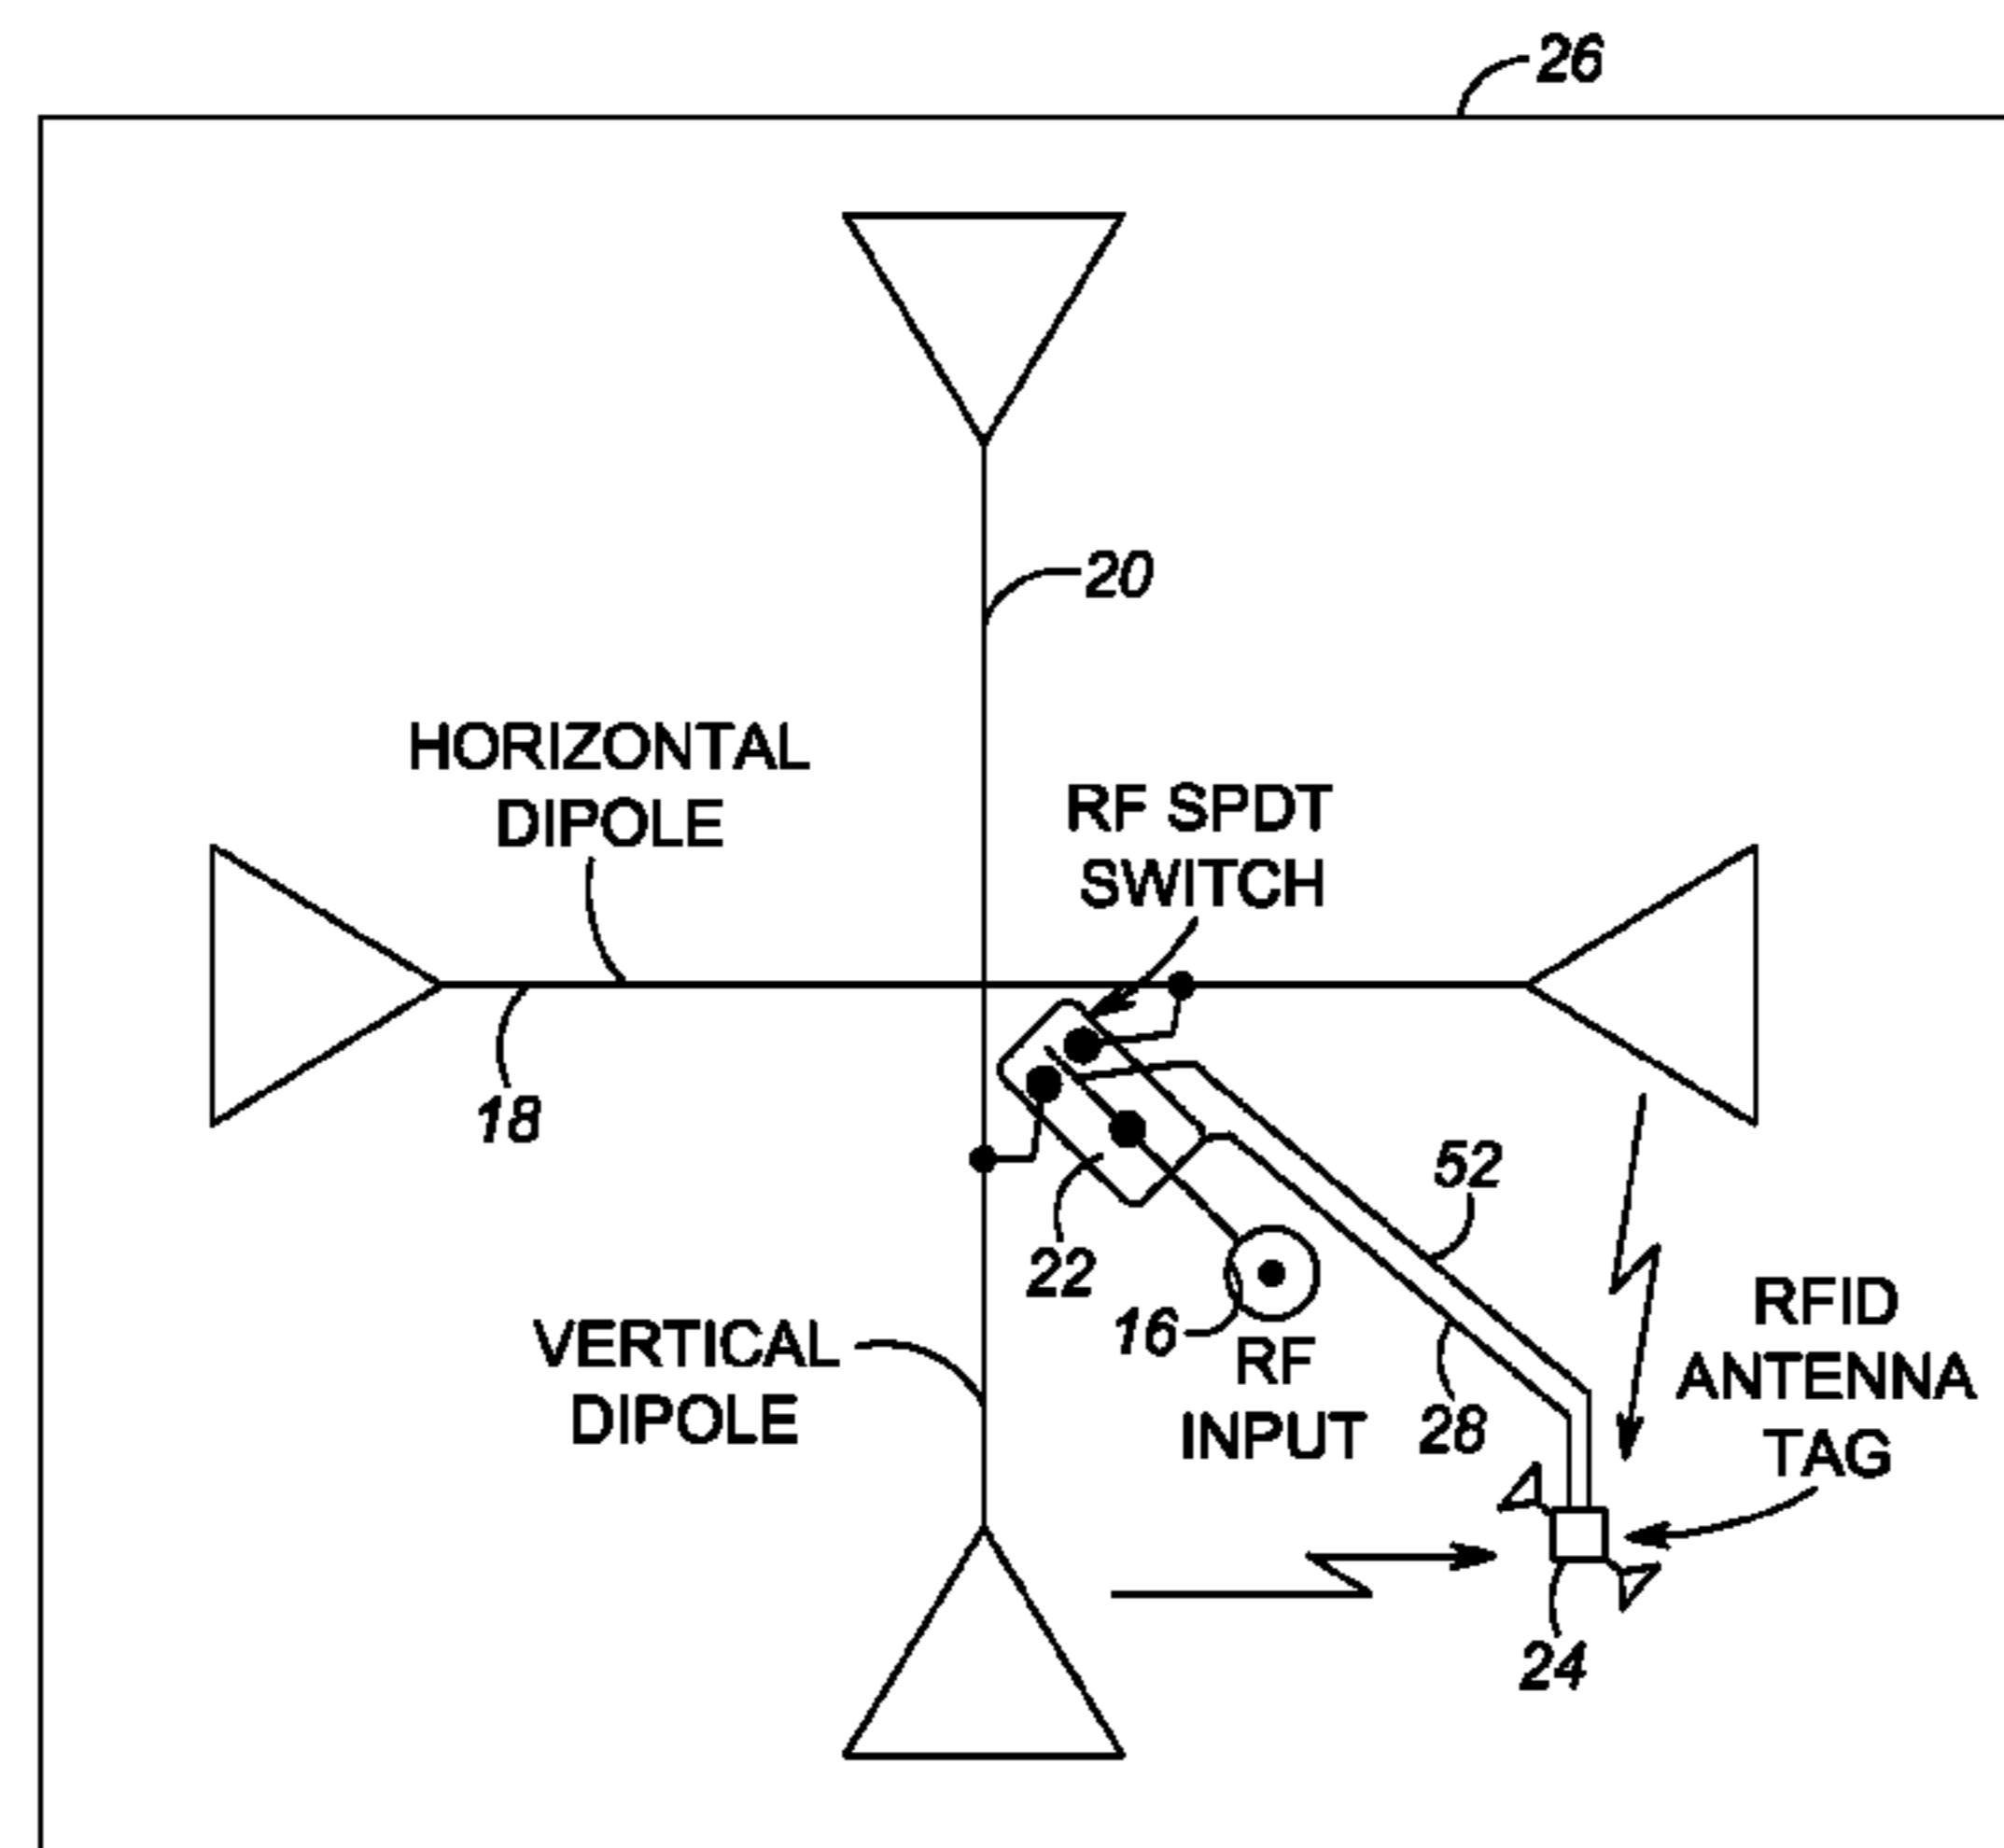 26
20
HORIZONTAL
DIPOLE
RF SPDT
SWITCH
18
52
22
16
RF
INPUT
VERTICAL
DIPOLE
28
RFID
ANTENNA
TAG
24